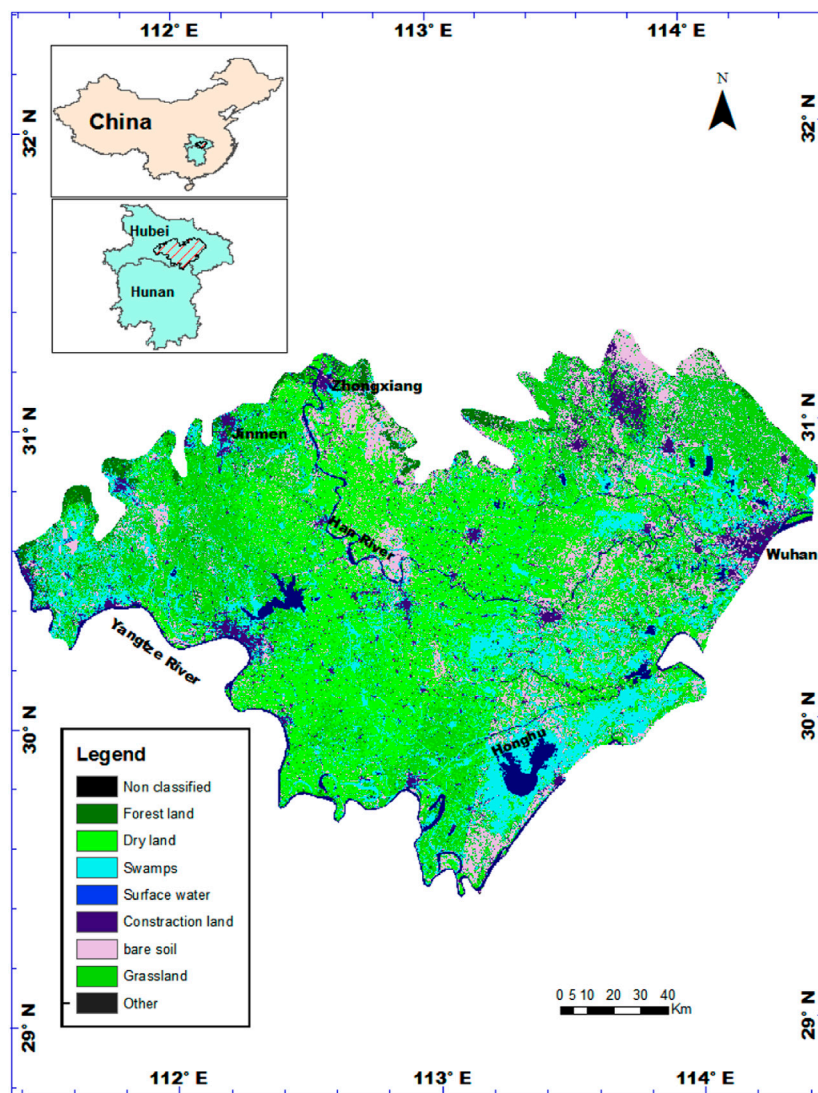 112° E 113° E 114° E
N
32° N
32° N
China
Hubei
Hunan
Zhongxiang
31° N
31° N
Jinmen
Han River
Wuhan
Yangtze River
30° N
30° N
Honghu
Legend
Non classified
Forest land
Dry land
Swamps
Surface water
Constraction land
bare soil
Grassland
Other
0 5 10 20 30 40
Km
29° N
29° N
112° E 113° E 114° E